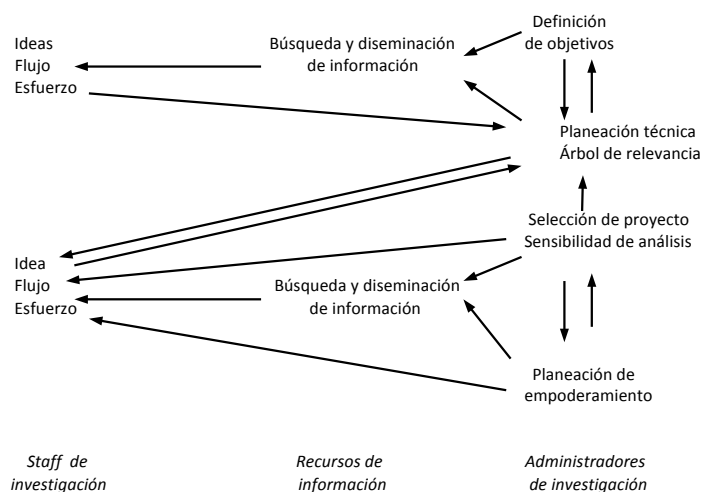 Definición
de objetivos
Ideas
Flujo
Esfuerzo
Búsqueda y diseminación
de información
Planeación técnica
Árbol de relevancia
Selección de proyecto
Sensibilidad de análisis
Idea
Flujo
Esfuerzo
Búsqueda y diseminación
de información
Planeación de
empoderamiento
Staff de
investigación
Recursos de
información
Administradores
de investigación